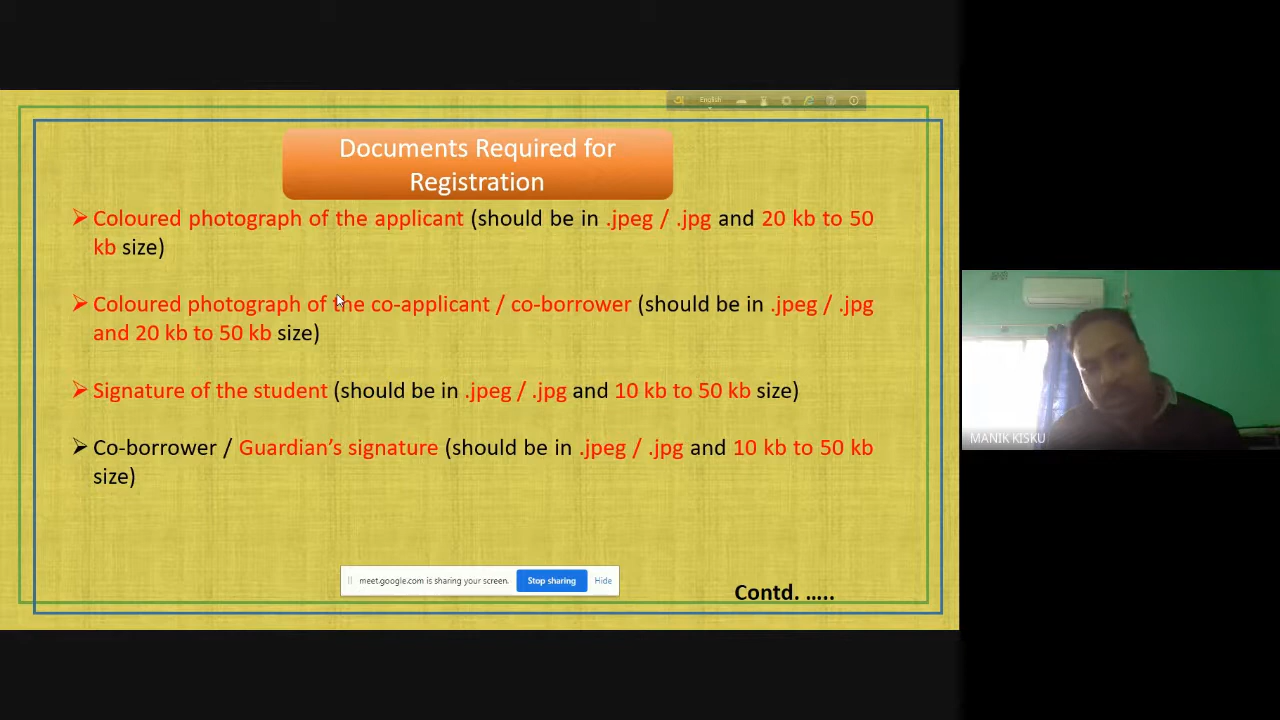 অ English
Documents Required for
Registration
➢ Coloured photograph of the applicant (should be in .jpeg / .jpg and 20 kb to 50
kb size)
➢ Coloured photograph of the co-applicant / co-borrower (should be in .jpeg / .jpg
and 20 kb to 50 kb size)
➢ Signature of the student (should be in .jpeg / .jpg and 10 kb to 50 kb size)
➢ Co-borrower / Guardian’s signature (should be in .jpeg / .jpg and 10 kb to 50 kb
size)
meet.google.com is sharing your screen. Stop sharing Hide
Contd. …..
MANIK KISKU